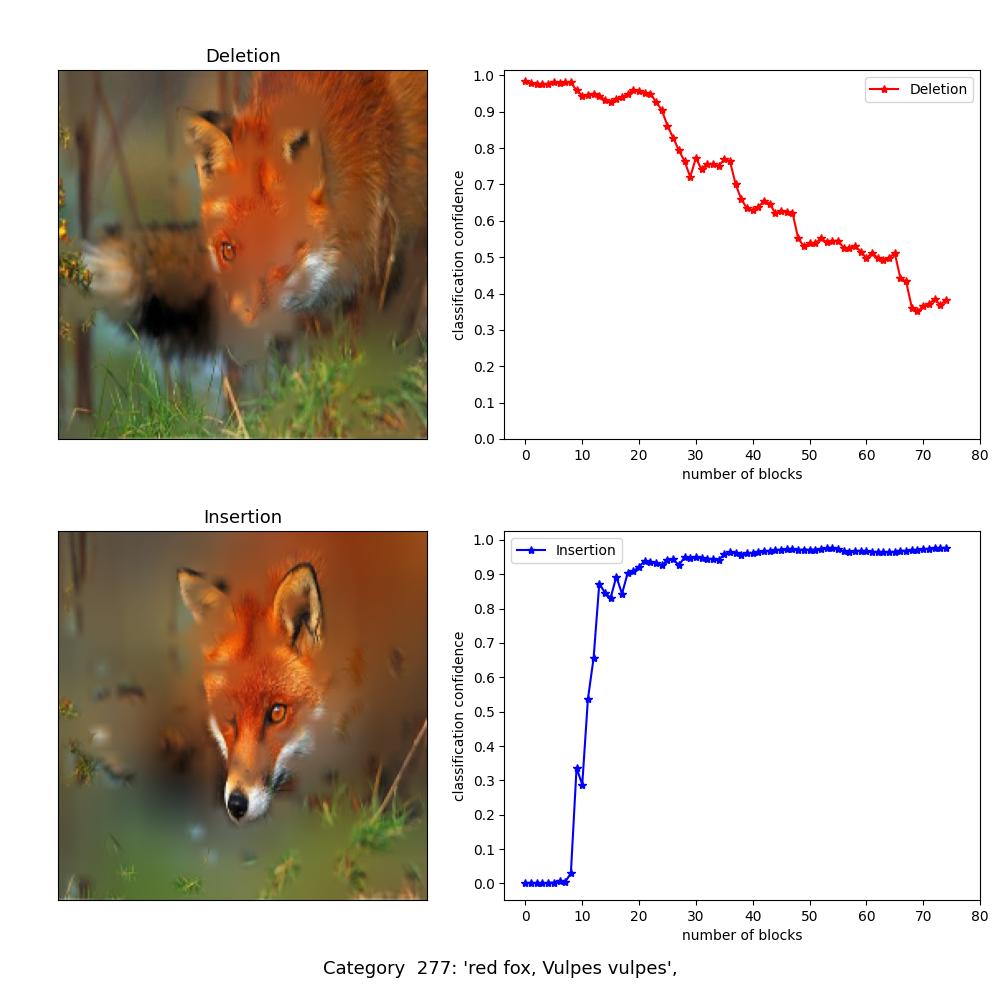 Deletion
1.0
0.9
0.8
0.7
0.6
0.5
0.4
0.3
0.2
0.1
0.0
classification confidence
Deletion
0 10 20 30 40 50 60 70 80
number of blocks
Insertion
1.0
0.9
0.8
0.7
0.6
0.5
0.4
0.3
0.2
0.1
0.0
classification confidence
Insertion
0 10 20 30 40 50 60 70 80
number of blocks
Category  277: 'red fox, Vulpes vulpes',